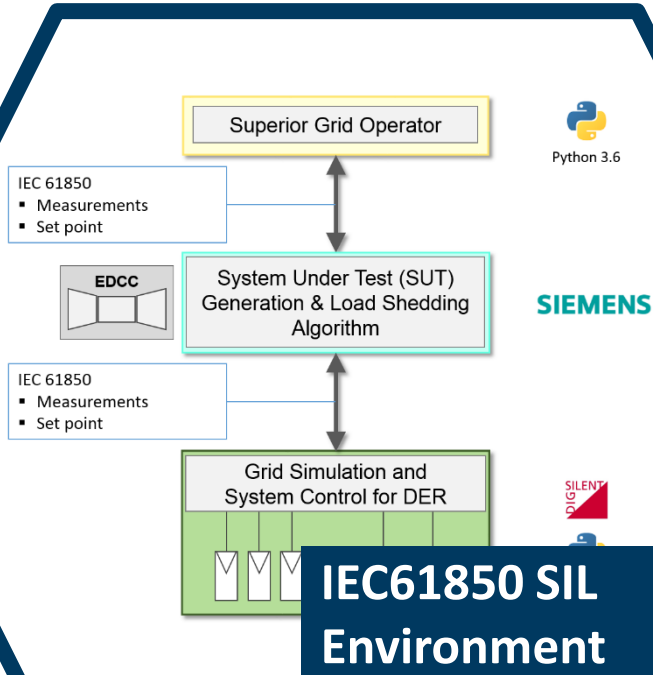 Superior Grid Operator
Python 3.6
IEC 61850
▪ Measurements
▪ Set point
EDCC
System Under Test (SUT)
Generation & Load Shedding
Algorithm
SIEMENS
IEC 61850
▪ Measurements
▪ Set point
Grid Simulation and
System Control for DER
DIgSILENT
IEC61850 SIL
Environment